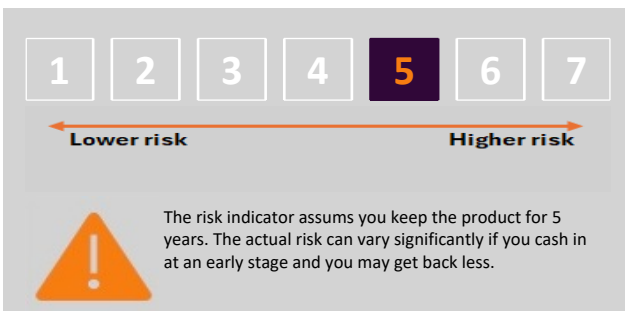 1 2 3 4 5 6 7
Lower risk Higher risk
!
The risk indicator assums you keep the product for 5
years. The actual risk can vary significantly if you cash in
at an early stage and you may get back less.